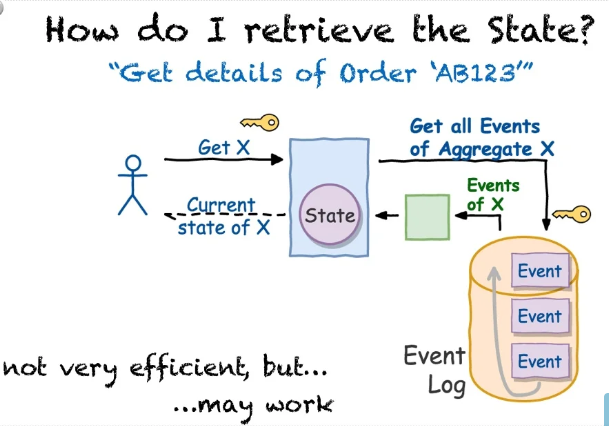 How do I retrieve the State?
“Get details of Order ‘AB123’”
Get X
Current
state of X
State
Get all Events
of Aggregate X
Events
of X
Event
Event
Event
Event
Log
not very efficient, but...
...may work